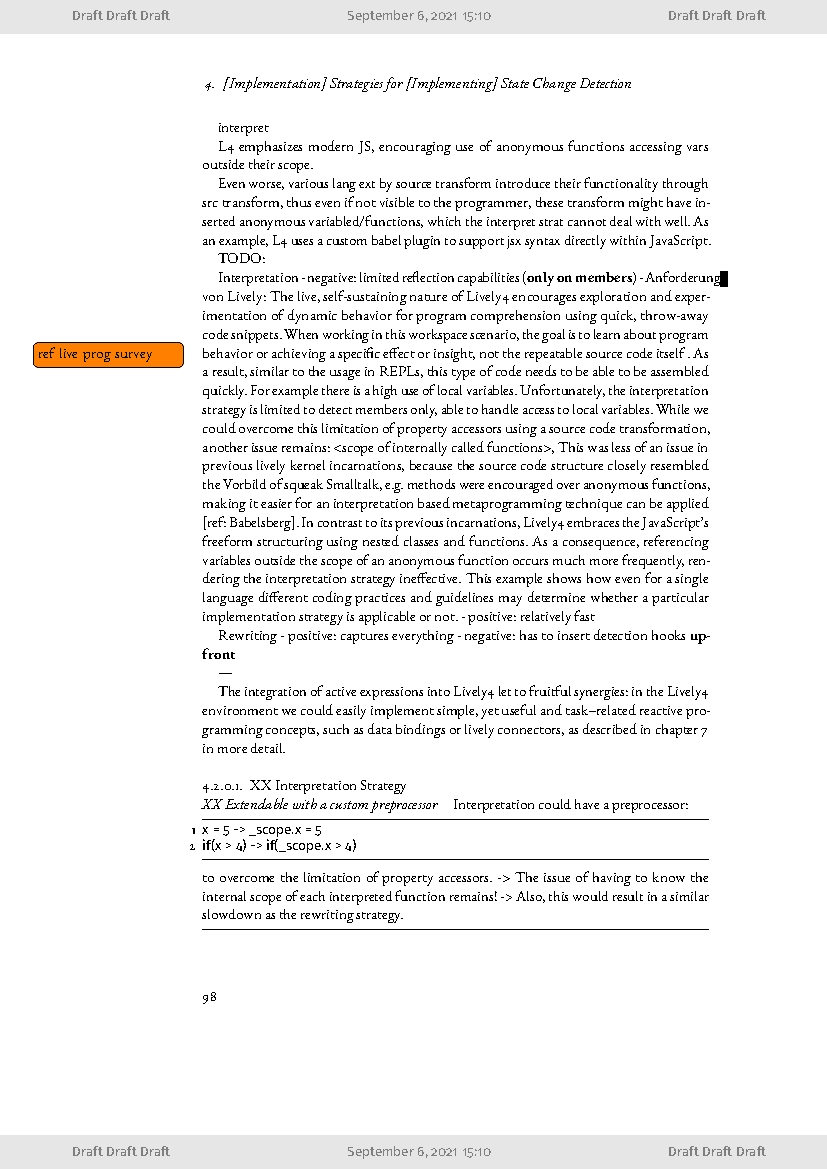 Draft Draft Draft September 6, 2021 15:10 Draft Draft Draft
4. [Implementation] Strategies for [Implementing] State Change Detection
interpret
L4 emphasizes modern JS, encouraging use of anonymous functions accessing vars
outside their scope.
Even worse, various lang ext by source transform introduce their functionality through
src transform, thus even if not visible to the programmer, these transform might have in-
serted anonymous variabled/functions, which the interpret strat cannot deal with well. As
an example, L4 uses a custom babel plugin to support jsx syntax directly within JavaScript.
TODO:
Interpretation - negative: limited reflection capabilities (only on members) - Anforderung
von Lively: The live, self-sustaining nature of Lively4 encourages exploration and exper-
imentation of dynamic behavior for program comprehension using quick, throw-away
code snippets. When working in this workspace scenario, the goal is to learn about program
ref live prog survey
behavior or achieving a specific effect or insight, not the repeatable source code itself . As
a result, similar to the usage in REPLs, this type of code needs to be able to be assembled
quickly. For example there is a high use of local variables. Unfortunately, the interpretation
strategy is limited to detect members only, able to handle access to local variables. While we
could overcome this limitation of property accessors using a source code transformation,
another issue remains: <scope of internally called functions>, This was less of an issue in
previous lively kernel incarnations, because the source code structure closely resembled
the Vorbild of squeak Smalltalk, e.g. methods were encouraged over anonymous functions,
making it easier for an interpretation based metaprogramming technique can be applied
[ref: Babelsberg]. In contrast to its previous incarnations, Lively4 embraces the JavaScript's
freeform structuring using nested classes and functions. As a consequence, referencing
variables outside the scope of an anonymous function occurs much more frequently, ren-
dering the interpretation strategy ineffective. This example shows how even for a single
language different coding practices and guidelines may determine whether a particular
implementation strategy is applicable or not. - positive: relatively fast
Rewriting - positive: captures everything - negative: has to insert detection hooks up-
front
—
The integration of active expressions into Lively4 let to fruitful synergies: in the Lively4
environment we could easily implement simple, yet useful and task–related reactive pro-
gramming concepts, such as data bindings or lively connectors, as described in chapter 7
in more detail.
4.2.0.1. XX Interpretation Strategy
XX Extendable with a custom preprocessor Interpretation could have a preprocessor:
1 x = 5 -> _scope.x = 5
2 if(x > 4) -> if(_scope.x > 4)
to overcome the limitation of property accessors. -> The issue of having to know the
internal scope of each interpreted function remains! -> Also, this would result in a similar
slowdown as the rewriting strategy.
98
Draft Draft Draft September 6, 2021 15:10 Draft Draft Draft